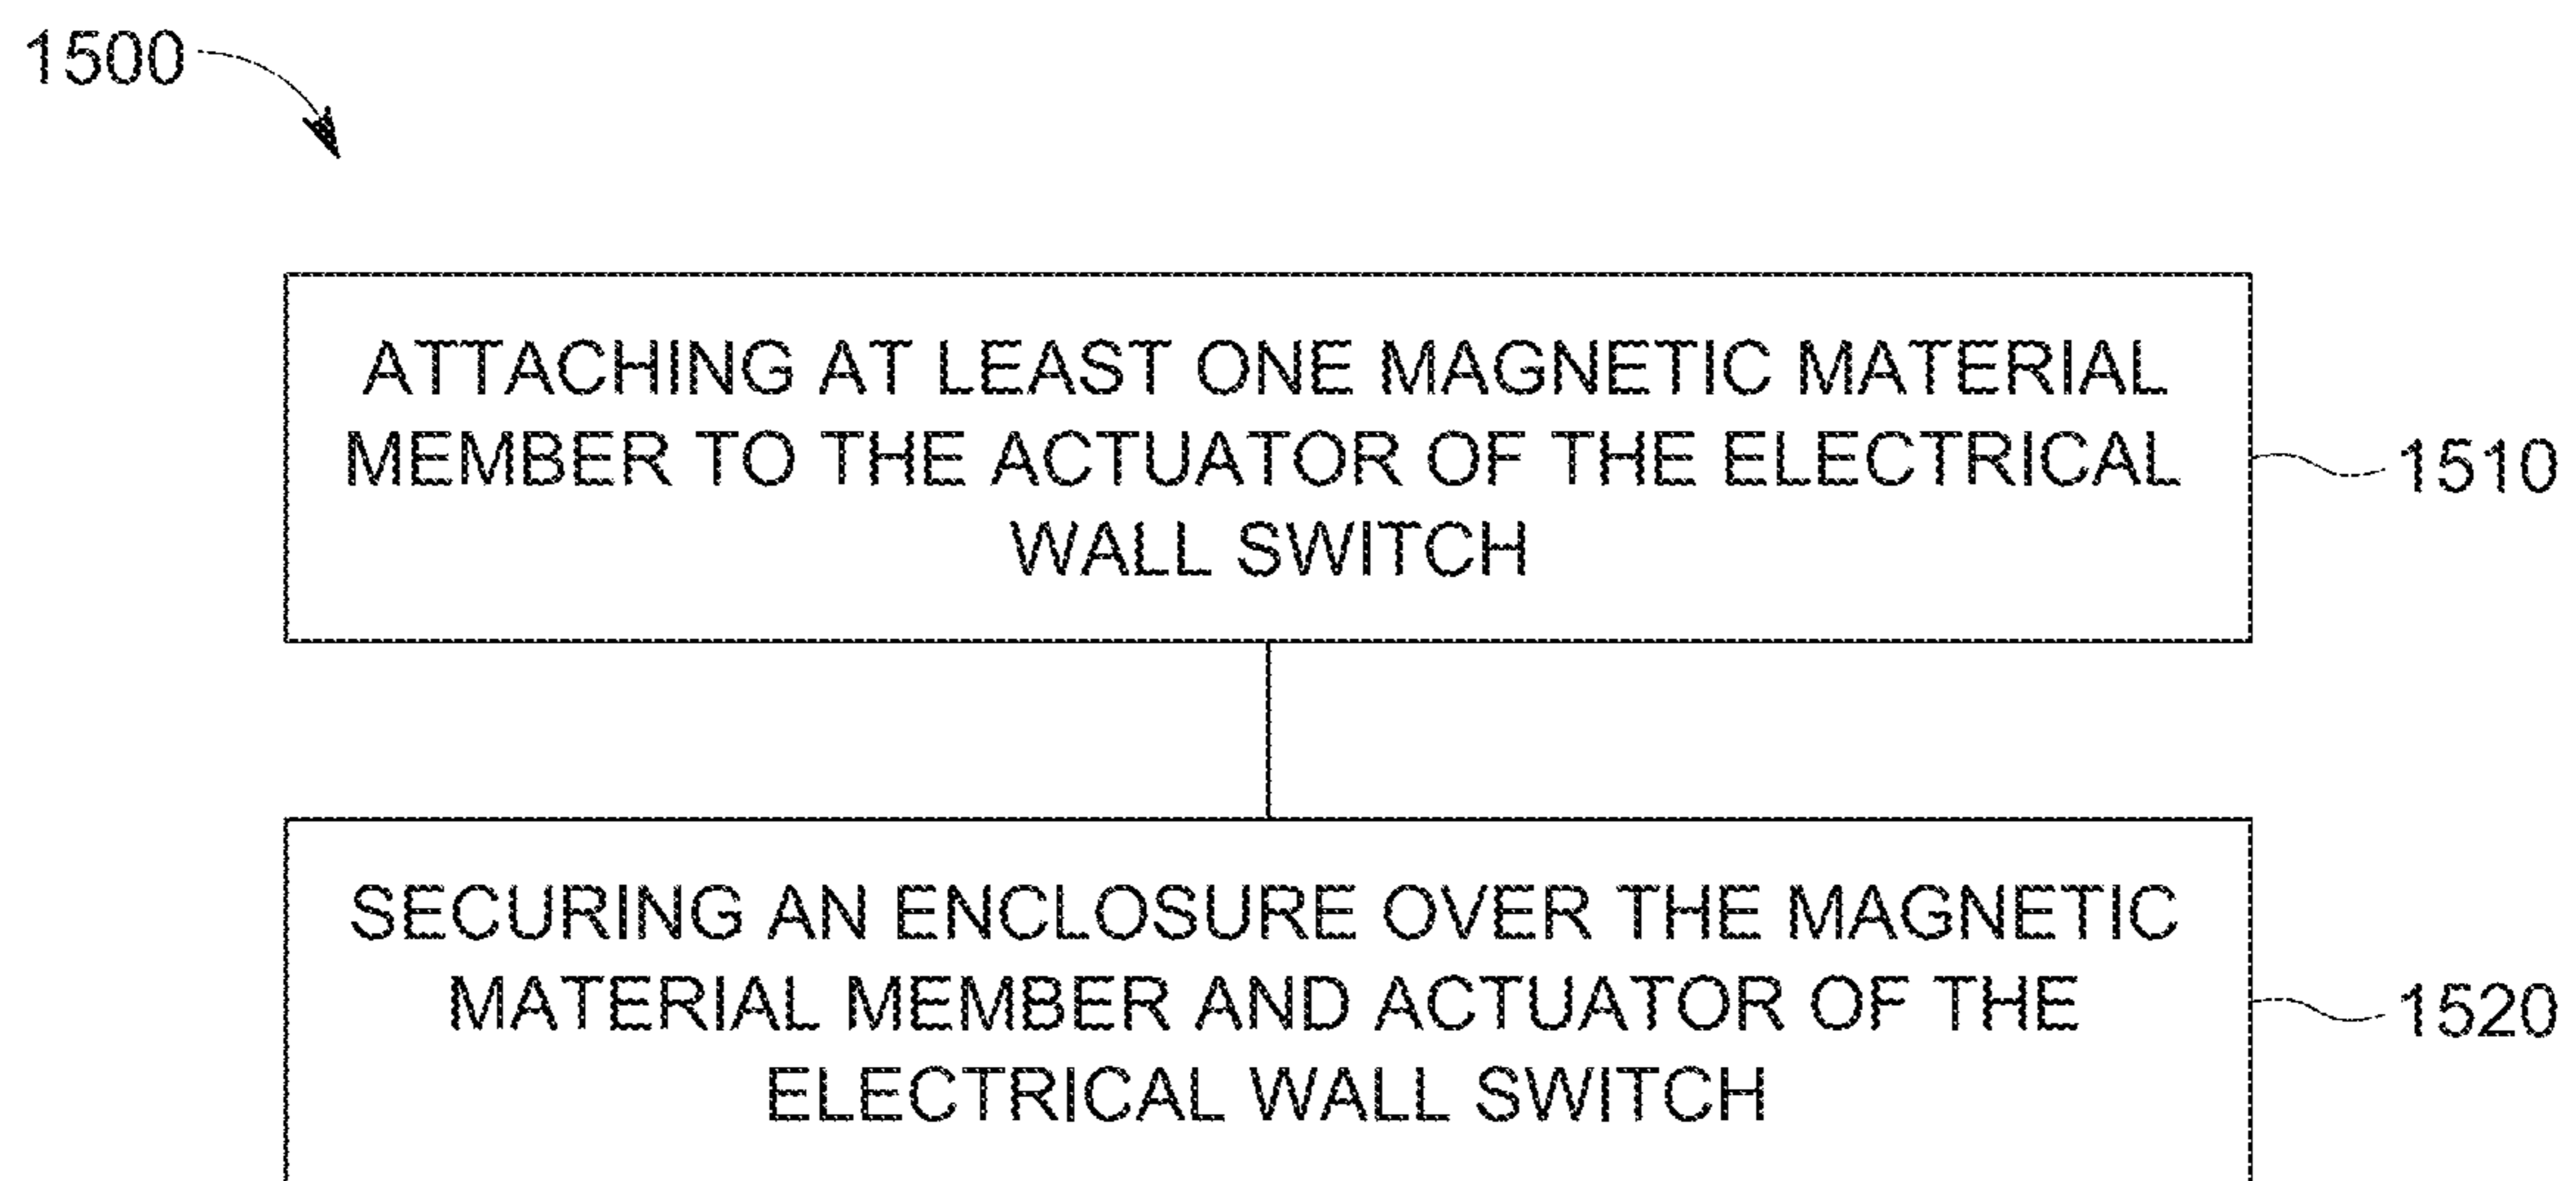 1500
ATTACHING AT LEAST ONE MAGNETIC MATERIAL
MEMBER TO THE ACTUATOR OF THE ELECTRICAL
WALL SWITCH
1510
SECURING AN ENCLOSURE OVER THE MAGNETIC
MATERIAL MEMBER AND ACTUATOR OF THE
ELECTRICAL WALL SWITCH
1520